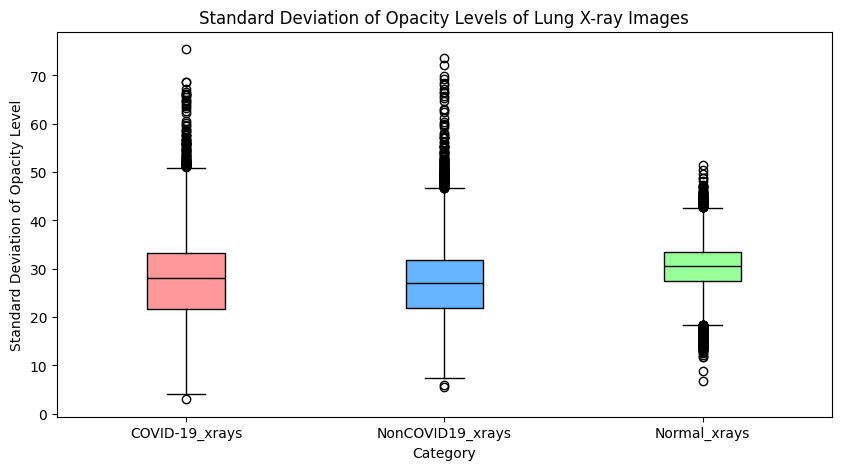 Standard Deviation of Opacity Levels of Lung X-ray Images
Standard Deviation of Opacity Level
70
60
50
40
30
20
10
0
COVID-19_xrays
NonCOVID19_xrays
Normal_xrays
Category